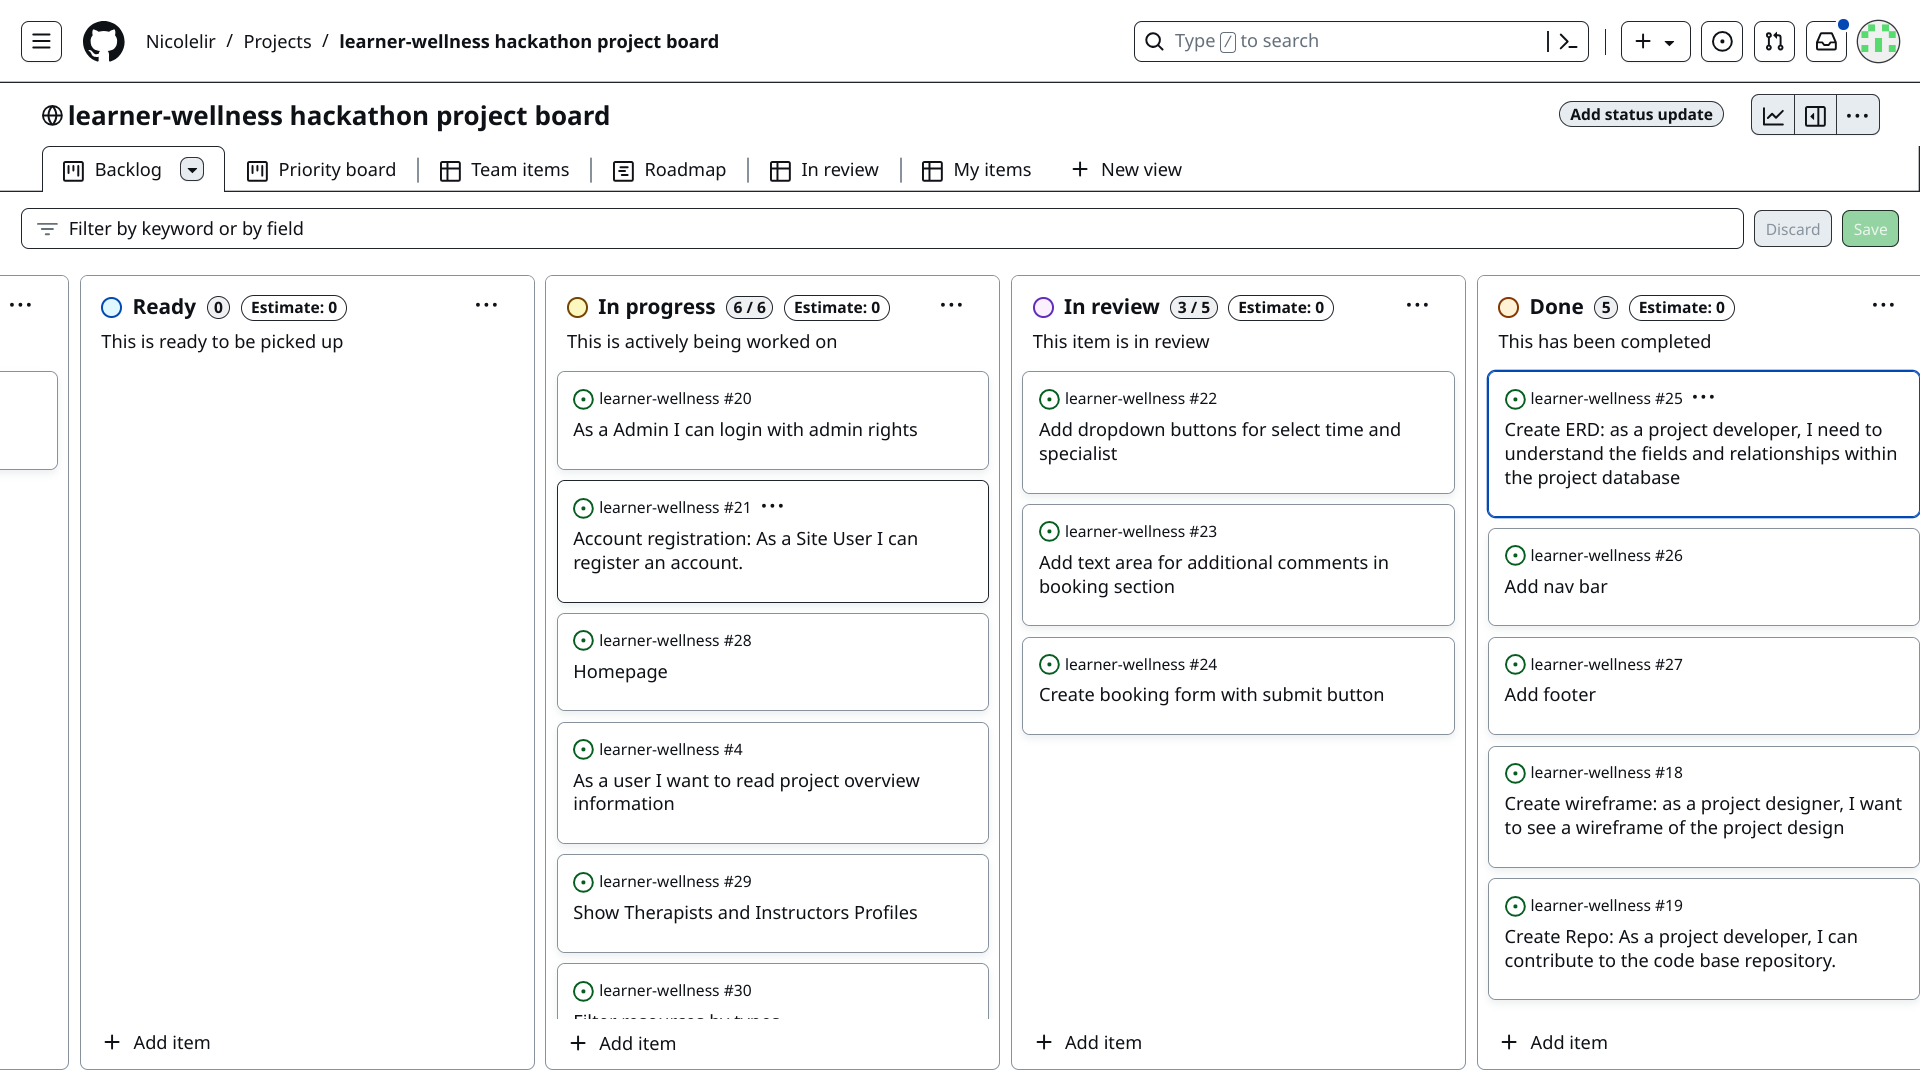 Nicolelir / Projects / learner-wellness hackathon project board
Type / to search
learner-wellness hackathon project board
Add status update
Backlog
Priority board
Team items
Roadmap
In review
My items
New view
Filter by keyword or by field
Discard
Save
Ready 0 Estimate: 0
This is ready to be picked up
Add item
In progress 6 / 6 Estimate: 0
This is actively being worked on
learner-wellness #20
As a Admin I can login with admin rights
learner-wellness #21
Account registration: As a Site User I can
register an account.
learner-wellness #28
Homepage
learner-wellness #4
As a user I want to read project overview
information
learner-wellness #29
Show Therapists and Instructors Profiles
learner-wellness #30
Filter resources by types
Add item
In review 3 / 5 Estimate: 0
This item is in review
learner-wellness #22
Add dropdown buttons for select time and
specialist
learner-wellness #23
Add text area for additional comments in
booking section
learner-wellness #24
Create booking form with submit button
Add item
Done 5 Estimate: 0
This has been completed
learner-wellness #25
Create ERD: as a project developer, I need to
understand the fields and relationships within
the project database
learner-wellness #26
Add nav bar
learner-wellness #27
Add footer
learner-wellness #18
Create wireframe: as a project designer, I want
to see a wireframe of the project design
learner-wellness #19
Create Repo: As a project developer, I can
contribute to the code base repository.
Add item